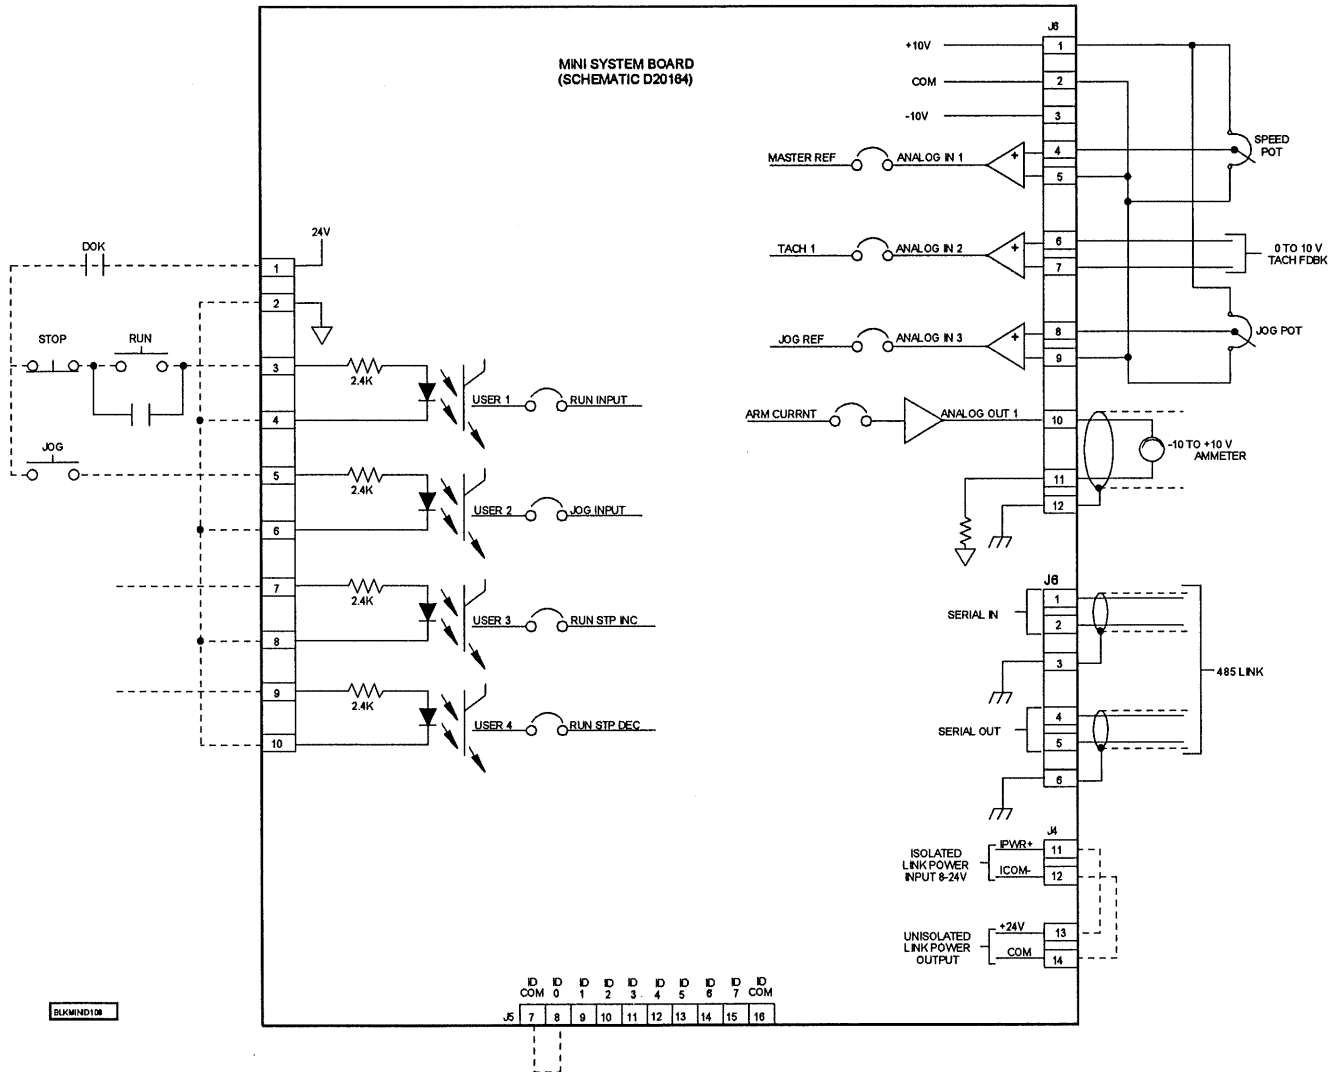 MINI SYSTEM BOARD
(SCHEMATIC D20164)
J6
+10V
1
COM
2
-10V
3
MASTER REF
ANALOG IN 1
+
4
5
SPEED
POT
TACH 1
ANALOG IN 2
+
6
7
0 TO 10 V
TACH FDBK
JOG REF
ANALOG IN 3
+
8
9
JOG POT
ARM CURRNT
ANALOG OUT 1
10
11
12
-10 TO +10 V
AMMETER
DOK
24V
1
2
STOP
RUN
3
2.4K
4
USER 1
RUN INPUT
JOG
5
2.4K
6
USER 2
JOG INPUT
7
2.4K
8
USER 3
RUN STP INC
9
2.4K
10
USER 4
RUN STP DEC
J6
SERIAL IN
1
2
3
485 LINK
SERIAL OUT
4
5
6
J4
ISOLATED
LINK POWER
INPUT 8-24V
IPWR+
11
ICOM-
12
UNISOLATED
LINK POWER
OUTPUT
+24V
13
COM
14
ID ID ID ID ID ID ID ID ID ID
COM 0 1 2 3 4 5 6 7 COM
J5 7 8 9 10 11 12 13 14 15 16
BLKMIND108